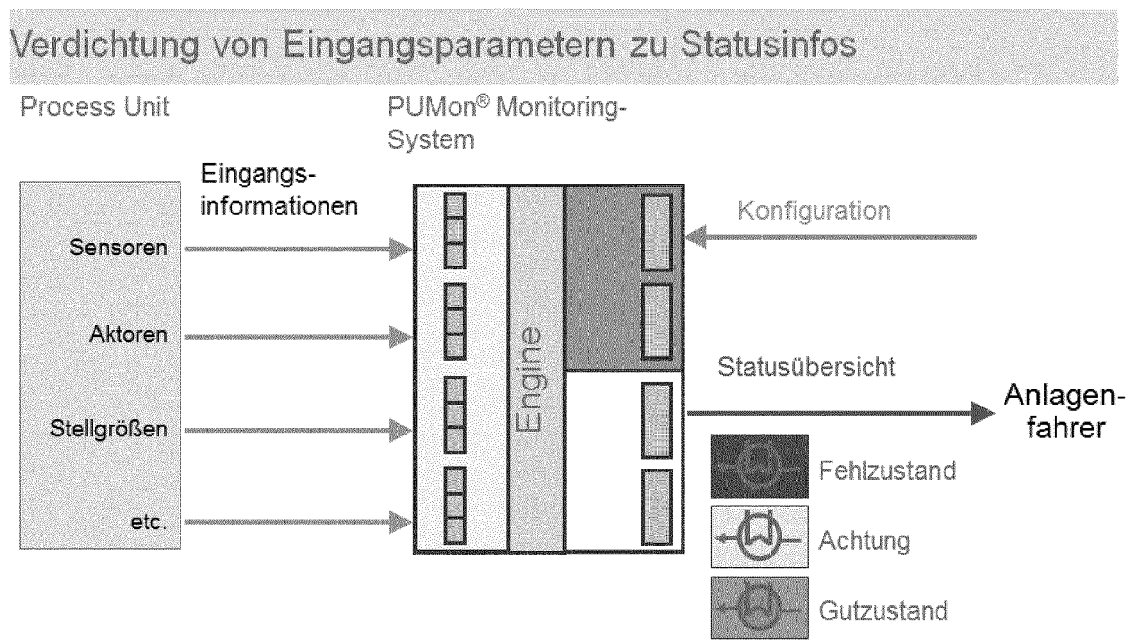 Verdichtung von Eingangsparametern zu Statusinfos
Process Unit
PUMon® Monitoring-
System
Eingangs-
informationen
Sensoren
Aktoren
Stellgrößen
etc.
Engine
Konfiguration
Statusübersicht
Anlagen-
fahrer
Fehlzustand
Achtung
Gutzustand